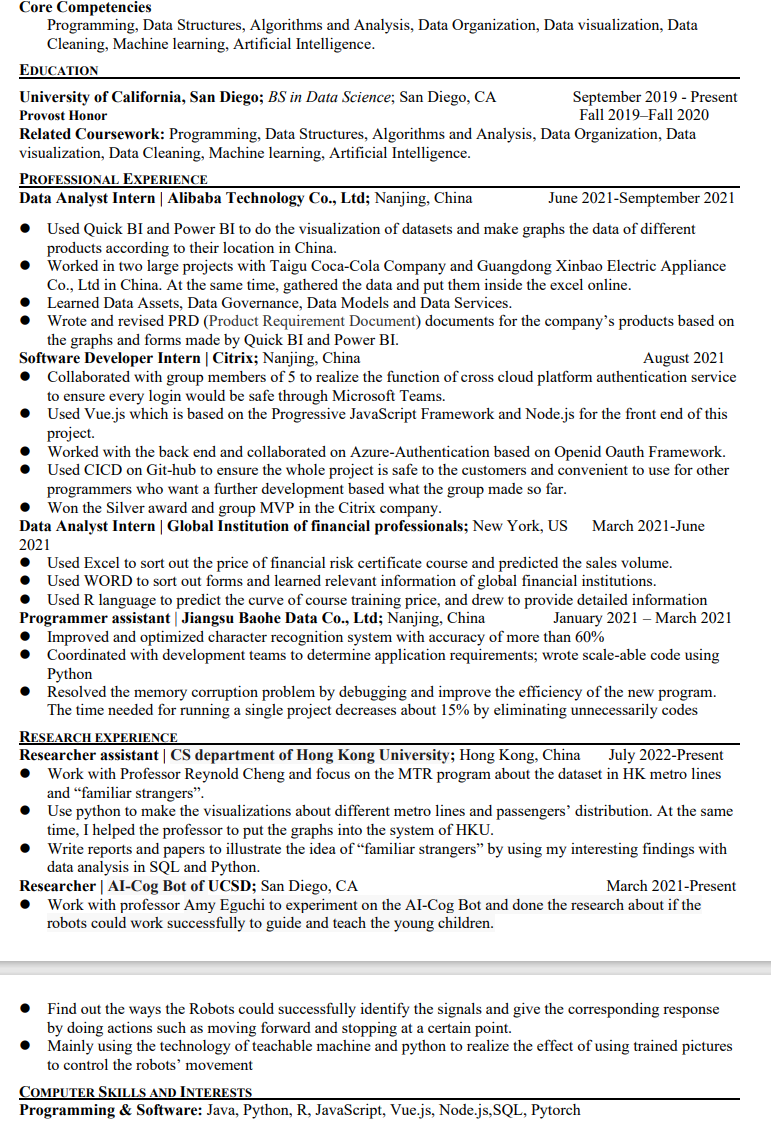 Core Competencies
Programming, Data Structures, Algorithms and Analysis, Data Organization, Data visualization, Data
Cleaning, Machine learning, Artificial Intelligence.
EDUCATION
University of California, San Diego; BS in Data Science; San Diego, CA September 2019 - Present
Provost Honor Fall 2019–Fall 2020
Related Coursework: Programming, Data Structures, Algorithms and Analysis, Data Organization, Data
visualization, Data Cleaning, Machine learning, Artificial Intelligence.
PROFESSIONAL EXPERIENCE
Data Analyst Intern | Alibaba Technology Co., Ltd; Nanjing, China June 2021-Semptember 2021
● Used Quick BI and Power BI to do the visualization of datasets and make graphs the data of different
products according to their location in China.
● Worked in two large projects with Taigu Coca-Cola Company and Guangdong Xinbao Electric Appliance
Co., Ltd in China. At the same time, gathered the data and put them inside the excel online.
● Learned Data Assets, Data Governance, Data Models and Data Services.
● Wrote and revised PRD (Product Requirement Document) documents for the company’s products based on
the graphs and forms made by Quick BI and Power BI.
Software Developer Intern | Citrix; Nanjing, China August 2021
● Collaborated with group members of 5 to realize the function of cross cloud platform authentication service
to ensure every login would be safe through Microsoft Teams.
● Used Vue.js which is based on the Progressive JavaScript Framework and Node.js for the front end of this
project.
● Worked with the back end and collaborated on Azure-Authentication based on Openid Oauth Framework.
● Used CICD on Git-hub to ensure the whole project is safe to the customers and convenient to use for other
programmers who want a further development based what the group made so far.
● Won the Silver award and group MVP in the Citrix company.
Data Analyst Intern | Global Institution of financial professionals; New York, US March 2021-June
2021
● Used Excel to sort out the price of financial risk certificate course and predicted the sales volume.
● Used WORD to sort out forms and learned relevant information of global financial institutions.
● Used R language to predict the curve of course training price, and drew to provide detailed information
Programmer assistant | Jiangsu Baohe Data Co., Ltd; Nanjing, China January 2021 – March 2021
● Improved and optimized character recognition system with accuracy of more than 60%
● Coordinated with development teams to determine application requirements; wrote scale-able code using
Python
● Resolved the memory corruption problem by debugging and improve the efficiency of the new program.
The time needed for running a single project decreases about 15% by eliminating unnecessarily codes
RESEARCH EXPERIENCE
Researcher assistant | CS department of Hong Kong University; Hong Kong, China July 2022-Present
● Work with Professor Reynold Cheng and focus on the MTR program about the dataset in HK metro lines
and “familiar strangers”.
● Use python to make the visualizations about different metro lines and passengers’ distribution. At the same
time, I helped the professor to put the graphs into the system of HKU.
● Write reports and papers to illustrate the idea of “familiar strangers” by using my interesting findings with
data analysis in SQL and Python.
Researcher | AI-Cog Bot of UCSD; San Diego, CA March 2021-Present
● Work with professor Amy Eguchi to experiment on the AI-Cog Bot and done the research about if the
robots could work successfully to guide and teach the young children.
● Find out the ways the Robots could successfully identify the signals and give the corresponding response
by doing actions such as moving forward and stopping at a certain point.
● Mainly using the technology of teachable machine and python to realize the effect of using trained pictures
to control the robots’ movement
COMPUTER SKILLS AND INTERESTS
Programming & Software: Java, Python, R, JavaScript, Vue.js, Node.js,SQL, Pytorch